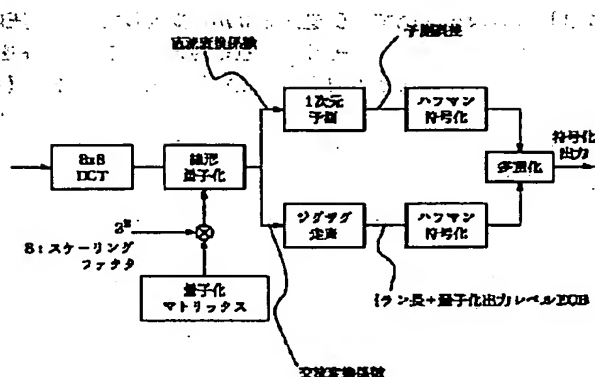 直流変換係数
予測誤差
1次元
予測
ハフマン
符号化
符号化
出力
8x8
DCT
線形
量子化
多重化
ジグザグ
走査
ハフマン
符号化
S:スケーリング
ファクタ
量子化
マトリックス
(ラン長+量子化出力レベル)EOB
交流変換係数